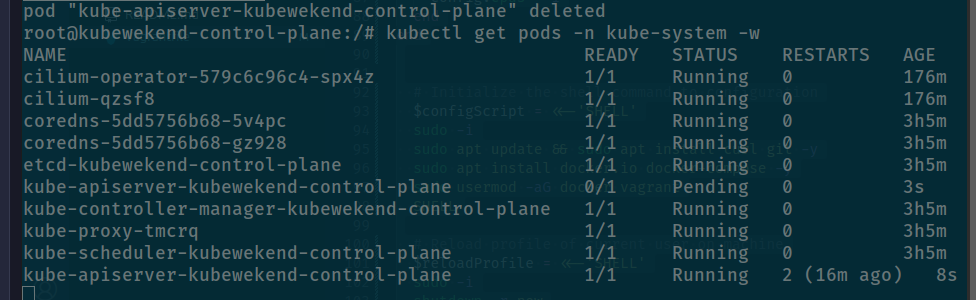 pod "kube-apiserver-kubewekend-control-plane" deleted
root@kubewekend-control-plane:/# kubectl get pods -n kube-system -w
NAME READY STATUS RESTARTS AGE
cilium-operator-579c6c96c4-spx4z 1/1 Running 0 176m
cilium-qzsf8 1/1 Running 0 176m
coredns-5dd5756b68-5v4pc 1/1 Running 0 3h5m
coredns-5dd5756b68-gz928 1/1 Running 0 3h5m
etcd-kubewekend-control-plane 1/1 Running 0 3h5m
kube-apiserver-kubewekend-control-plane 0/1 Pending 0 3s
kube-controller-manager-kubewekend-control-plane 1/1 Running 0 3h5m
kube-proxy-tmcrq 1/1 Running 0 3h5m
kube-scheduler-kubewekend-control-plane 1/1 Running 0 3h5m
kube-apiserver-kubewekend-control-plane 1/1 Running 2 (16m ago) 8s